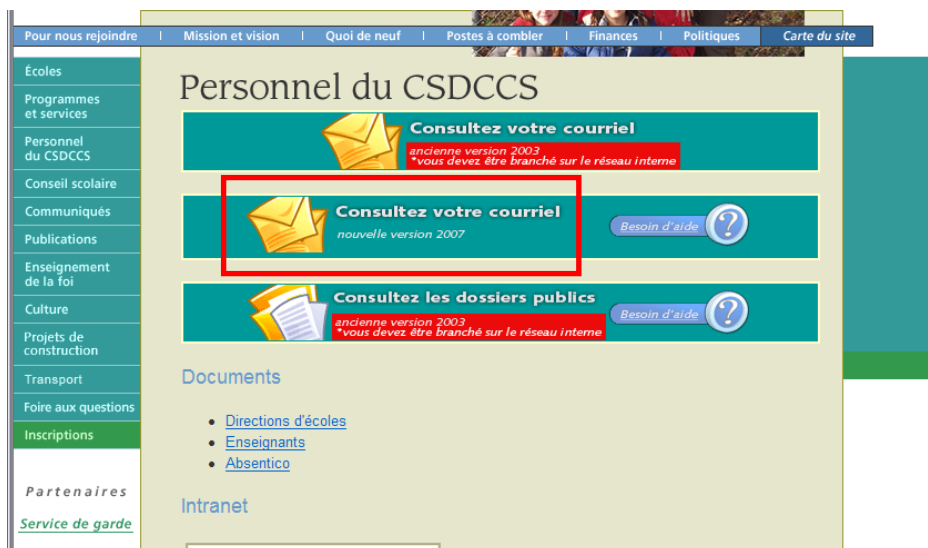 Pour nous rejoindre | Mission et vision | Quoi de neuf | Postes à combler | Finances | Politiques Carte du site
Écoles
Programmes
et services
Personnel
du CSDCCS
Conseil scolaire
Communiqués
Publications
Enseignement
de la foi
Culture
Projets de
construction
Transport
Foire aux questions
Inscriptions
Partenaires
Service de garde
Personnel du CSDCCS
Consultez votre courriel
ancienne version 2003
*vous devez être branché sur le réseau interne
Consultez votre courriel
nouvelle version 2007
Besoin d'aide ?
Consultez les dossiers publics
ancienne version 2003
*vous devez être branché sur le réseau interne
Besoin d'aide ?
Documents
• Directions d'écoles
• Enseignants
• Absentico
Intranet